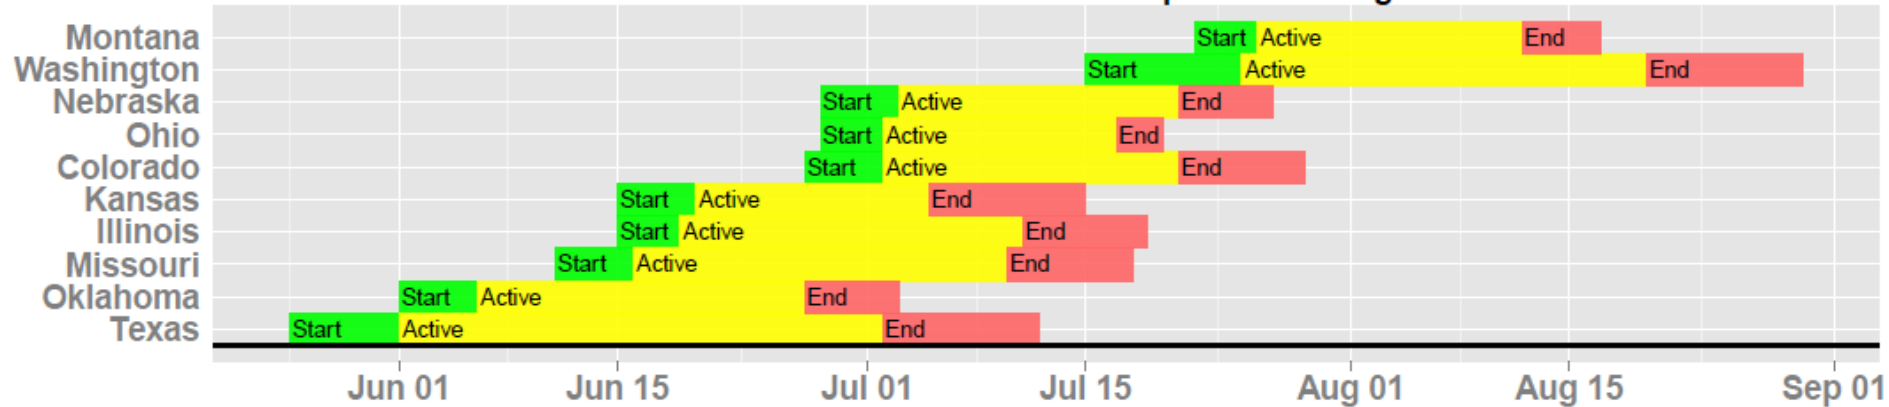 Montana Start Active End
Washington Start Active End
Nebraska Start Active End
Ohio Start Active End
Colorado Start Active End
Kansas Start Active End
Illinois Start Active End
Missouri Start Active End
Oklahoma Start Active End
Texas Start Active End
Jun 01 Jun 15 Jul 01 Jul 15 Aug 01 Aug 15 Sep 01